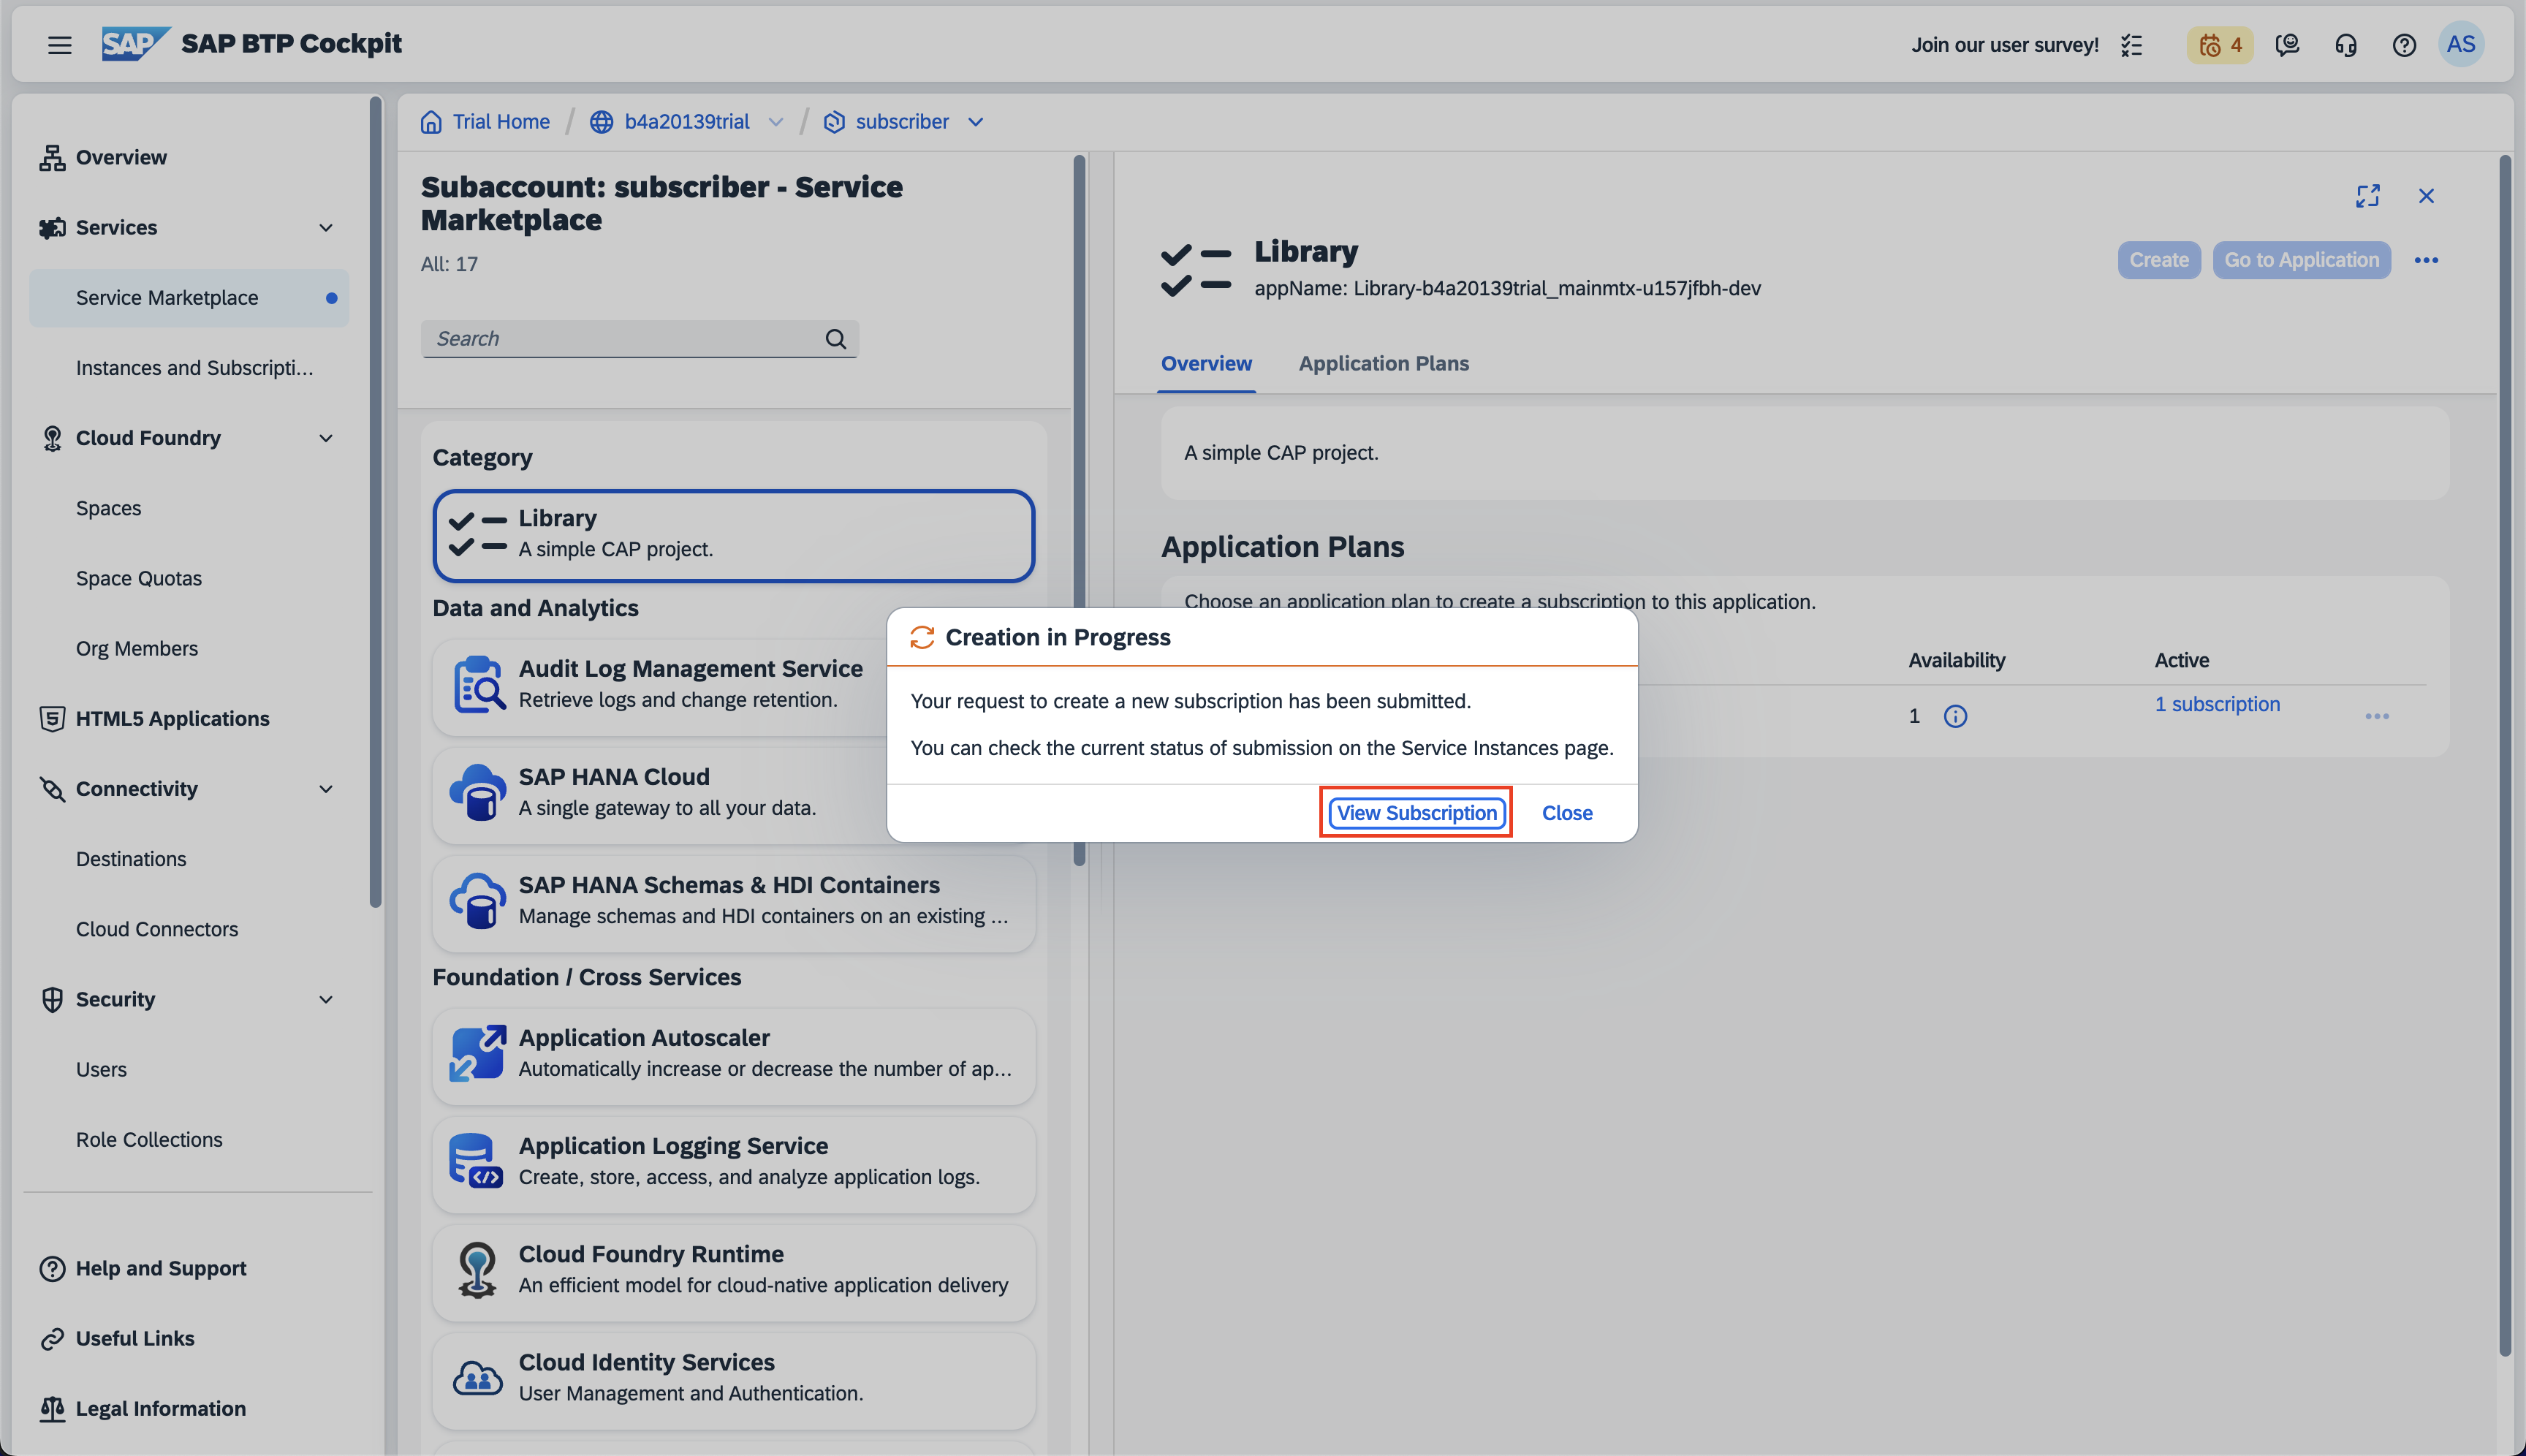 SAP SAP BTP Cockpit
Join our user survey!
4
AS
Overview
Services
Service Marketplace
Instances and Subscripti...
Cloud Foundry
Spaces
Space Quotas
Org Members
HTML5 Applications
Connectivity
Destinations
Cloud Connectors
Security
Users
Role Collections
Help and Support
Useful Links
Legal Information
Trial Home / b4a20139trial / subscriber
Subaccount: subscriber - Service
Marketplace
All: 17
Search
Category
Library
A simple CAP project.
Data and Analytics
Audit Log Management Service
Retrieve logs and change retention.
SAP HANA Cloud
A single gateway to all your data.
SAP HANA Schemas & HDI Containers
Manage schemas and HDI containers on an existing ...
Foundation / Cross Services
Application Autoscaler
Automatically increase or decrease the number of ap...
Application Logging Service
Create, store, access, and analyze application logs.
Cloud Foundry Runtime
An efficient model for cloud-native application delivery
Cloud Identity Services
User Management and Authentication.
Library
appName: Library-b4a20139trial_mainmtx-u157jfbh-dev
Create
Go to Application
Overview
Application Plans
A simple CAP project.
Application Plans
Choose an application plan to create a subscription to this application.
Availability
Active
1
1 subscription
Creation in Progress
Your request to create a new subscription has been submitted.
You can check the current status of submission on the Service Instances page.
View Subscription
Close